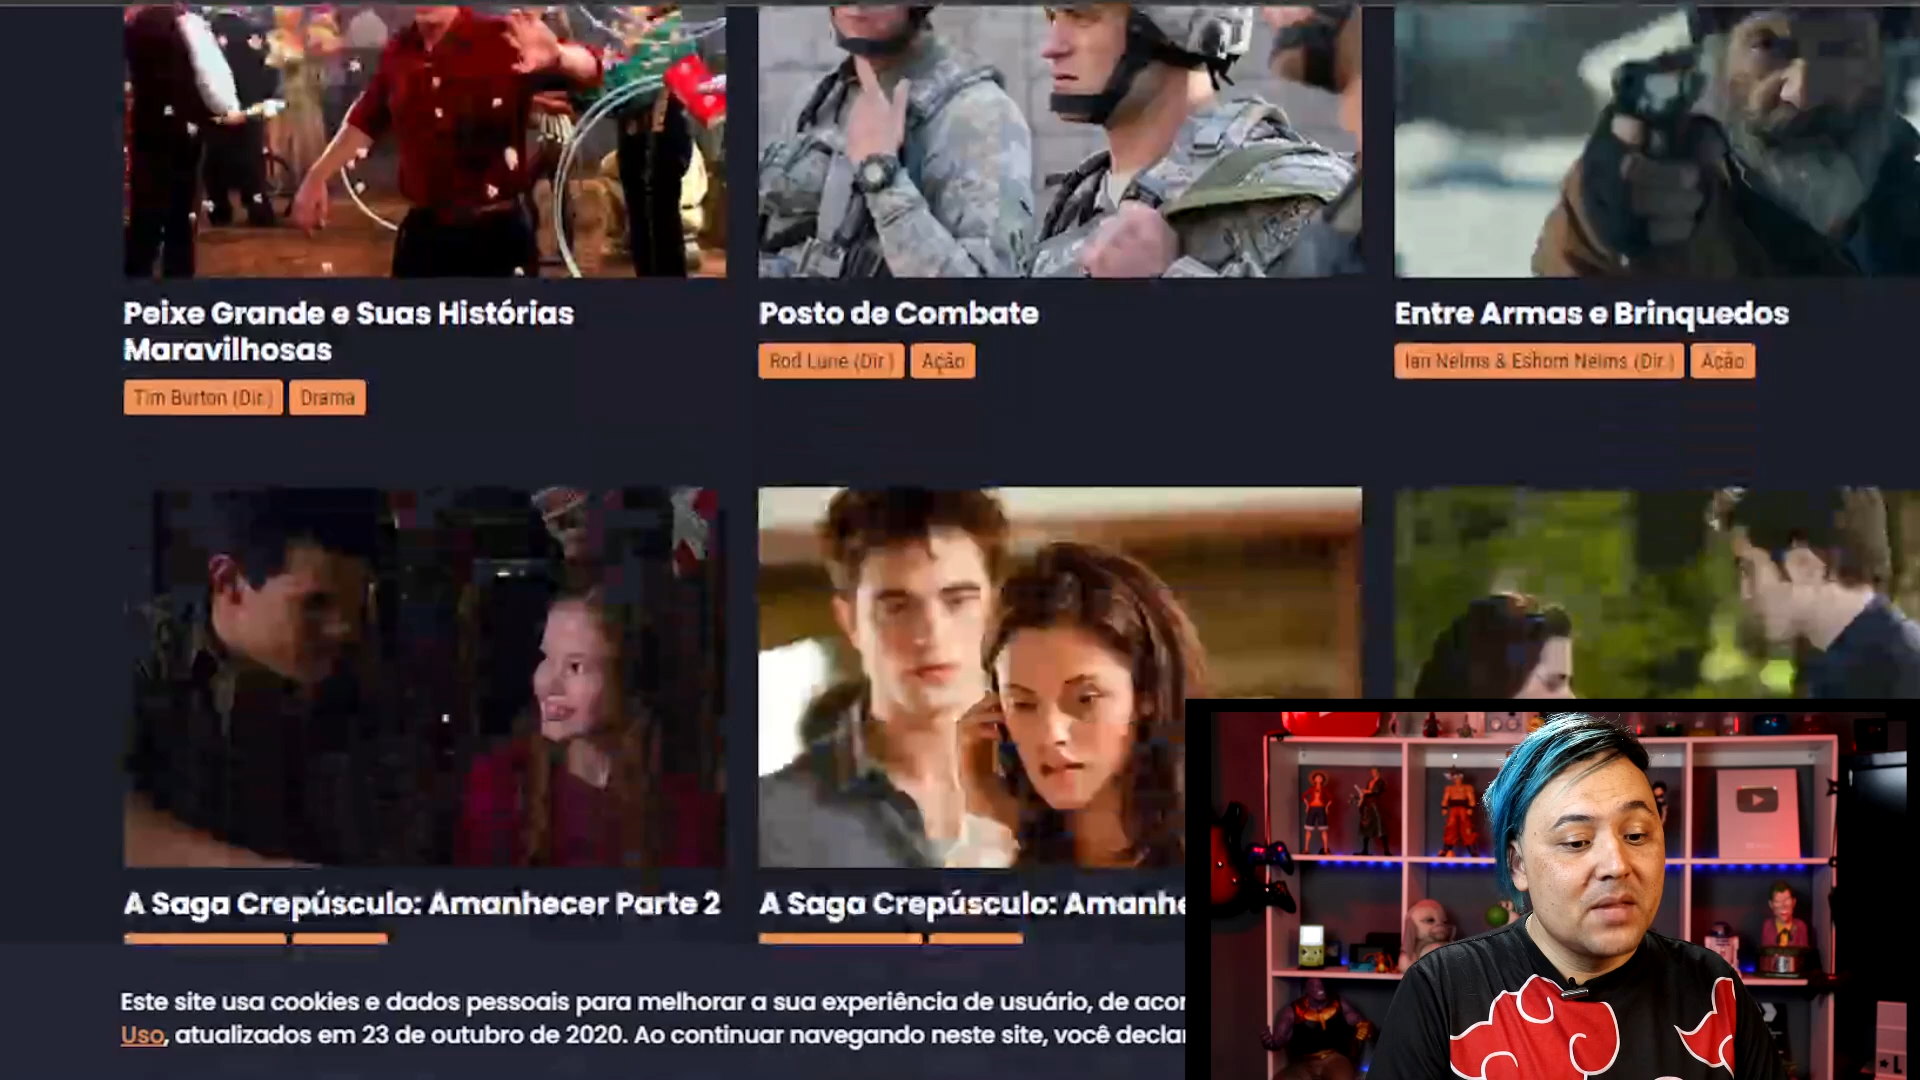 Peixe Grande e Suas Histórias
Maravilhosas
Tim Burton (Dir.)
Drama
Posto de Combate
Rod Lurie (Dir.)
Ação
Entre Armas e Brinquedos
Ian Nelms & Eshom Nelms (Dir.)
Ação
A Saga Crepúsculo: Amanhecer Parte 2
A Saga Crepúsculo: Amanhe
Este site usa cookies e dados pessoais para melhorar a sua experiência de usuário, de acor
Uso, atualizados em 23 de outubro de 2020. Ao continuar navegando neste site, você declar